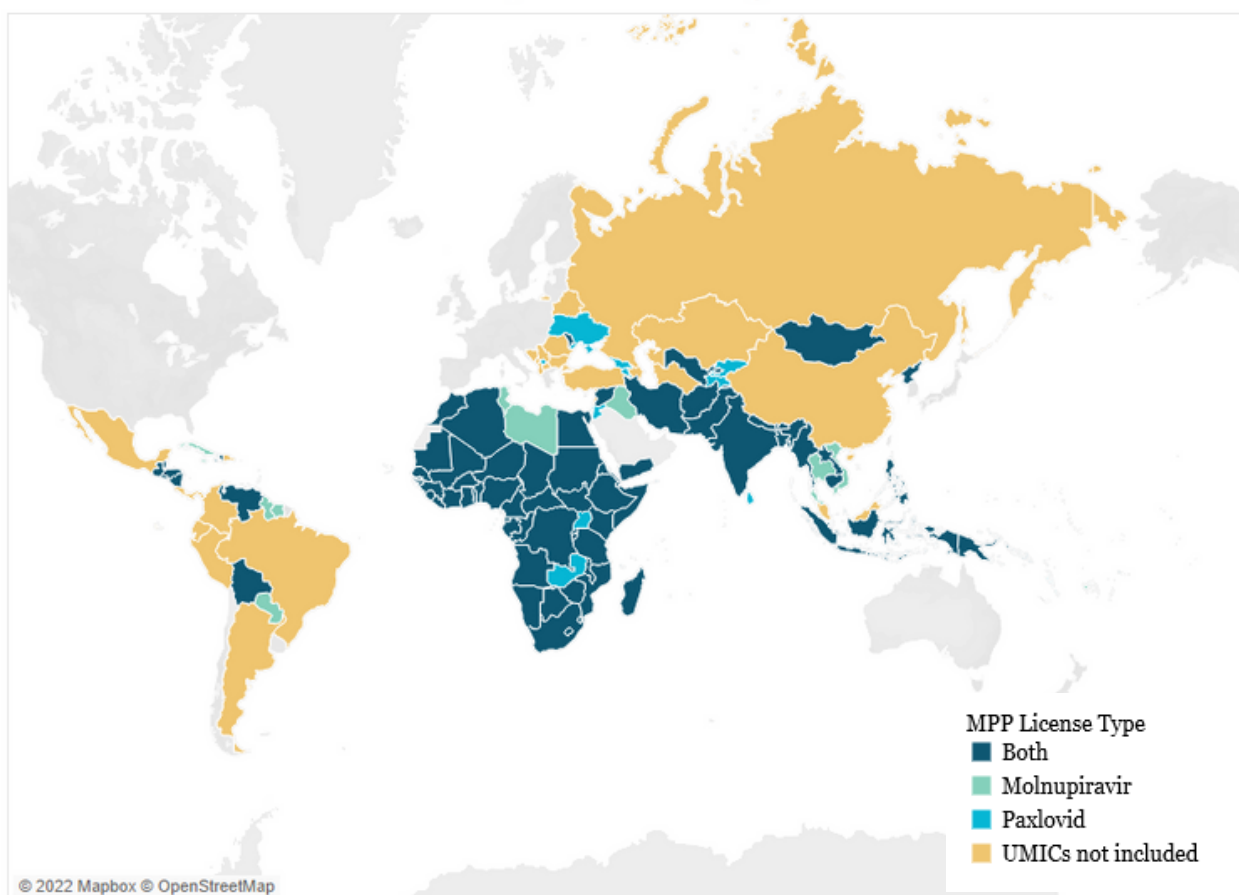 MPP License Type
Both
Molnupiravir
Paxlovid
UMICs not included
© 2022 Mapbox © OpenStreetMap